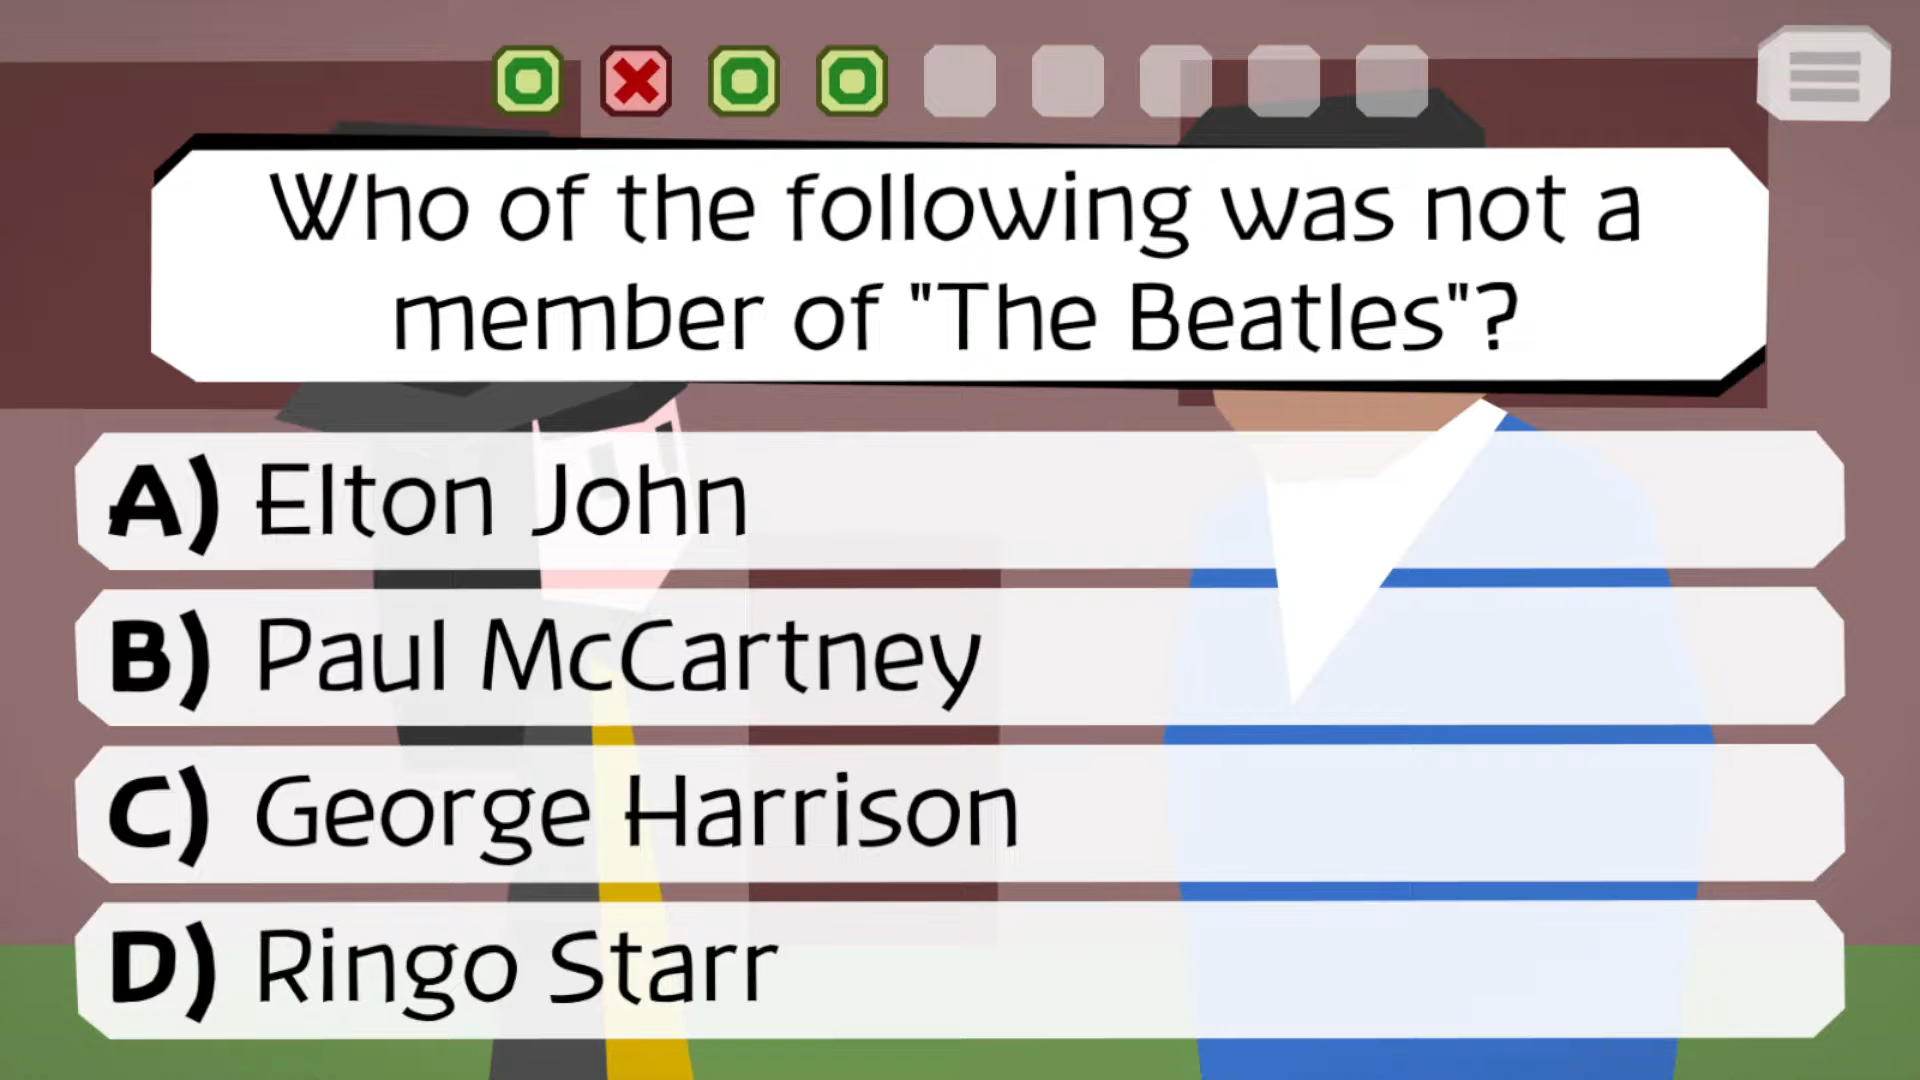 Who of the following was not a
member of "The Beatles"?
A) Elton John
B) Paul McCartney
C) George Harrison
D) Ringo Starr